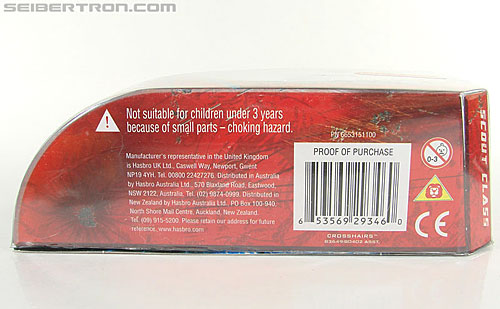 SEIBERTRON.COM
Not suitable for children under 3 years
because of small parts – choking hazard.
P/N 6653151100
Manufacturer's representative in the United Kingdom
is Hasbro UK Ltd., Caswell Way, Newport, Gwent
NP19 4YH. Tel. 00800 22427276. Distributed in Australia
by Hasbro Australia Ltd., 570 Blaxland Road, Eastwood,
NSW 2122, Australia. Tel. (02) 9874-0999. Distributed in
New Zealand by Hasbro Australia Ltd. PO Box 100-940,
North Shore Mail Centre, Auckland, New Zealand.
Tel. (09) 915-5200. Please retain our address for future
reference. www.hasbro.com
PROOF OF PURCHASE
6 53569 29346 0
CROSSHAIRS™
0-3
CE
SCOUT CLASS